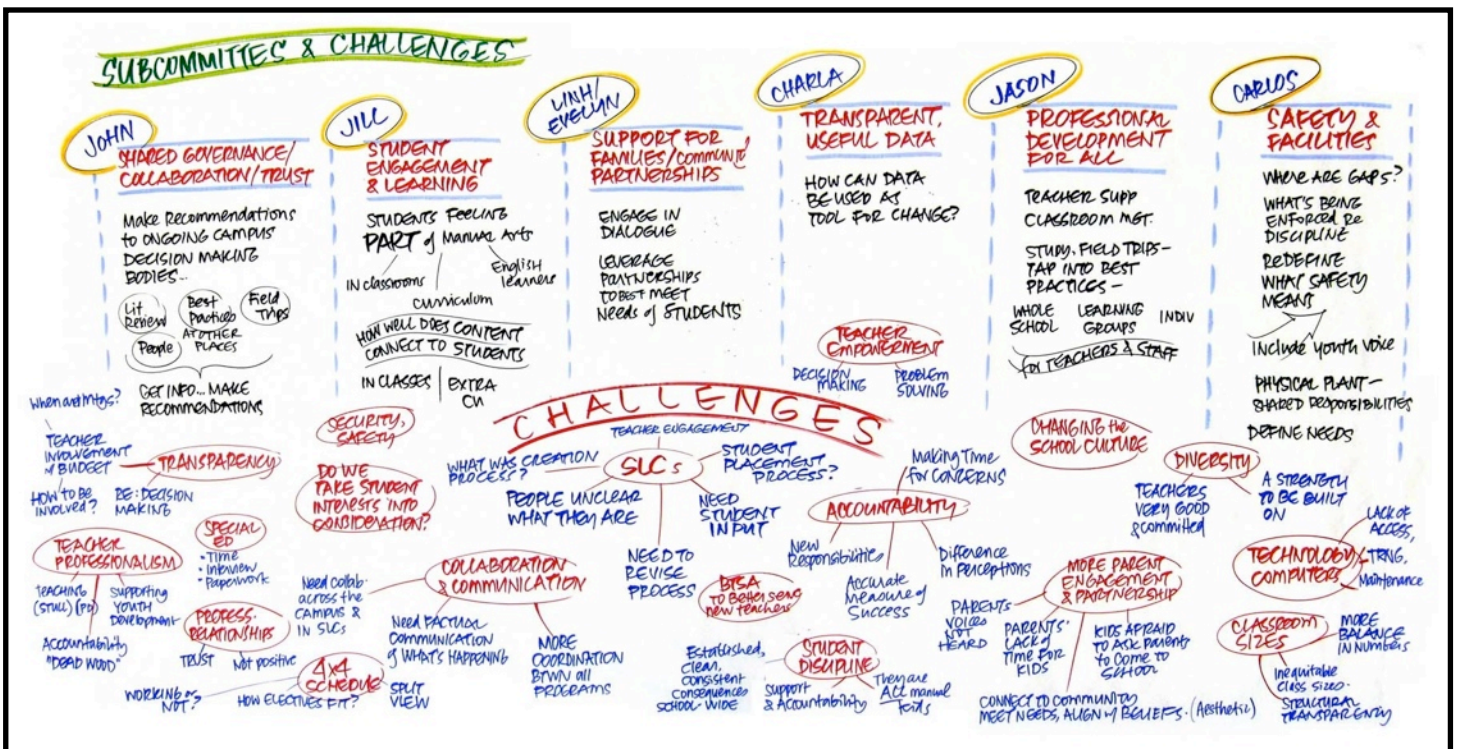 SUBCOMMITTES & CHALLENGES
JOHN
SHARED GOVERNANCE/
COLLABORATION/TRUST
Make Recommendations
to ONGOING CAMPUS
DECISION MAKING
BODIES...
Lit
Review
Best
Practices
Field
Trips
People
AT OTHER
PLACES
GET INFO... MAKE
RECOMMENDATIONS
JILL
STUDENT
ENGAGEMENT
& LEARNING
STUDENTS FEELING
PART of Manual Arts
IN classrooms
curriculum
English
learners
HOW WELL DOES CONTENT
CONNECT TO STUDENTS
IN CLASSES
EXTRA
CU
LINH/
EVELYN
SUPPORT FOR
FAMILIES/COMMUNITY
PARTNERSHIPS
ENGAGE IN
DIALOGUE
LEVERAGE
PARTNERSHIPS
TO BEST MEET
Needs of STUDENTS
CHARLA
TRANSPARENT,
USEFUL DATA
HOW CAN DATA
BE USED AS
TOOL FOR CHANGE?
JASON
PROFESSIONAL
DEVELOPMENT
FOR ALL
TEACHER SUPP
CLASSROOM MGT.
STUDY, FIELD TRIPS—
TAP INTO BEST
PRACTICES—
WHOLE
SCHOOL
LEARNING
GROUPS
INDIV
FOR TEACHERS & STAFF
CARLOS
SAFETY &
FACILITIES
WHERE ARE GAPS?
WHAT'S BEING
ENFORCED RE
DISCIPLINE
REDEFINE
WHAT SAFETY
MEANT
Include youth voice
PHYSICAL PLANT—
SHARED RESPONSIBILITIES
DEFINE NEEDS
CHALLENGES
When are mtgs?
TEACHER
INVOLVEMENT
W BUDGET
TRANSPARENCY
HOW TO BE
INVOLVED?
RE: DECISION
MAKING
SECURITY,
SAFETY
DO WE
TAKE STUDENT
INTERESTS INTO
CONSIDERATION?
TEACHER ENGAGEMENT
SLCs
WHAT WAS CREATION
PROCESS?
STUDENT
PLACEMENT
PROCESS?
PEOPLE UNCLEAR
WHAT THEY ARE
NEED
STUDENT
INPUT
NEED TO
REVISE
PROCESS
TEACHER
EMPOWERMENT
DECISION
MAKING
PROBLEM
SOLVING
Making Time
for CONCERNS
ACCOUNTABILITY
New
Responsibilities
Accurate
Measure of
Success
Difference
in Perceptions
CHANGING the
SCHOOL CULTURE
DIVERSITY
TEACHERS
VERY GOOD
& committed
A STRENGTH
TO BE BUILT
ON
TEACHER
PROFESSIONALISM
TEACHING
(STULL) (PD)
Supporting
YOUTH
Development
Accountability
"DEAD WOOD"
SPECIAL
ED
• Time
• Interview
• Paperwork
PROFESS.
RELATIONSHIPS
TRUST
Not positive
4x4
SCHEDULE
WORKING or
NOT?
HOW ELECTIVES FIT?
SPLIT
VIEW
COLLABORATION
& COMMUNICATION
Need collab.
across the
campus &
IN SLCs
Need FACTUAL
communication
of WHAT'S HAPPENING
MORE
COORDINATION
BTWN all
PROGRAMS
BTSA
TO Better serve
new teachers
STUDENT
DISCIPLINE
Established,
clear,
consistent
consequences
SCHOOL-WIDE
Support
& Accountability
They are
ALL manual
kids
MORE PARENT
ENGAGEMENT
& PARTNERSHIP
PARENTS
VOICES
NOT
HEARD
PARENTS'
LACK of
TIME FOR
KIDS
KIDS AFRAID
to ASK Parents
to Come to
SCHOOL
CONNECT TO COMMUNITY
MEET NEEDS, ALIGN w BELIEFS. (Aesthetic)
TECHNOLOGY
COMPUTERS
LACK OF
ACCESS,
TRNG,
Maintenance
CLASSROOM
SIZES
MORE
BALANCE
IN NUMBERS
Inequitable
Class sizes.
STRUCTURAL
TRANSPARENCY